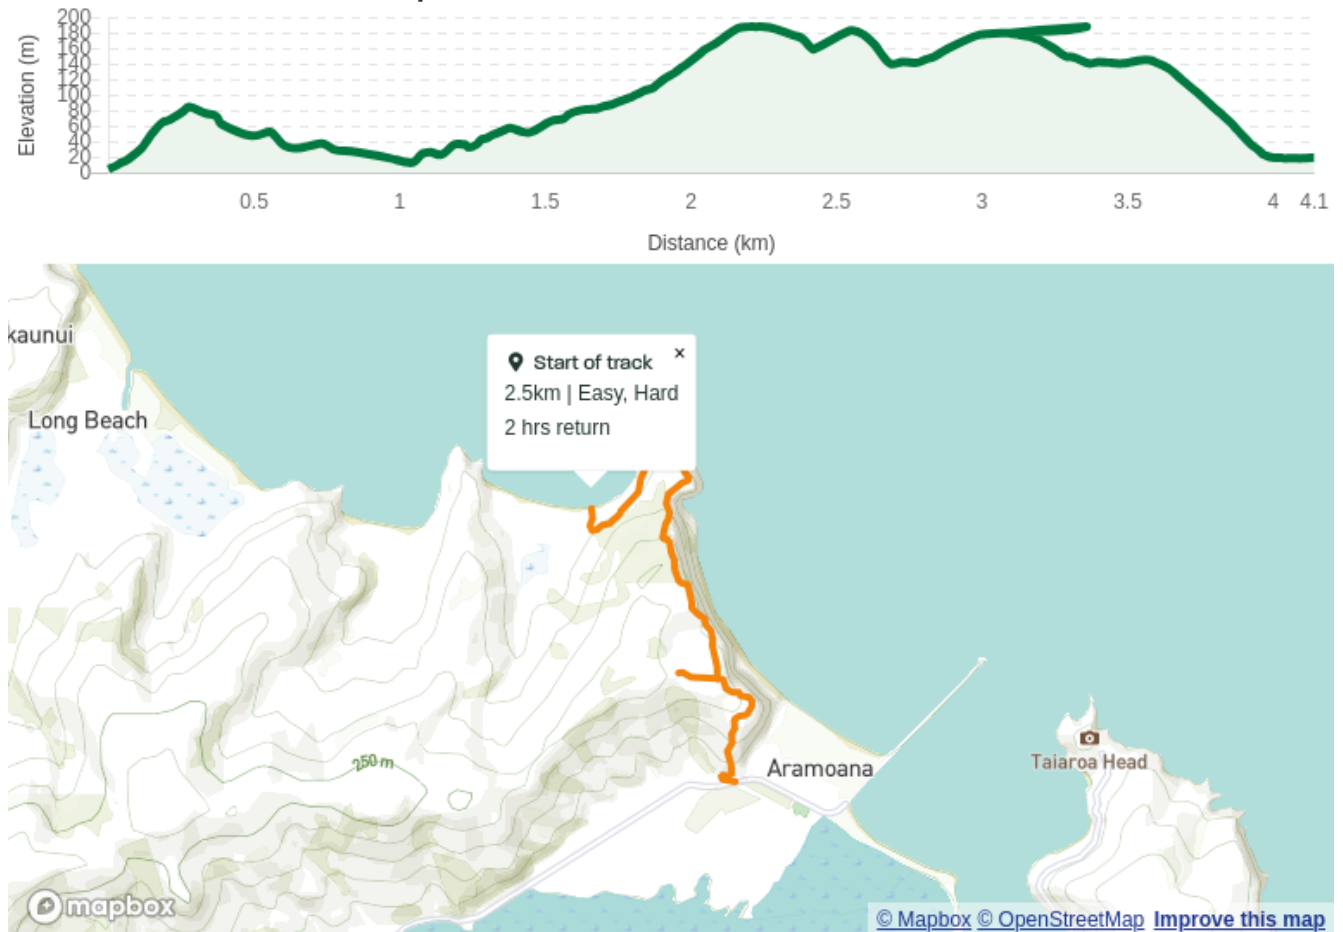 200
180
160
140
120
100
80
60
40
20
0
Elevation (m)
0.5 1 1.5 2 2.5 3 3.5 4 4.1
Distance (km)
kaunui
Start of track ×
2.5km | Easy, Hard
2 hrs return
Long Beach
250 m
Aramoana
Taiaroa Head
mapbox
© Mapbox © OpenStreetMap Improve this map